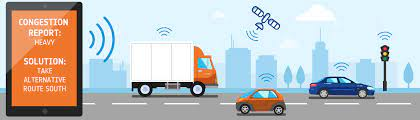 CONGESTION
REPORT:
HEAVY
SOLUTION:
TAKE
ALTERNATIVE
ROUTE SOUTH